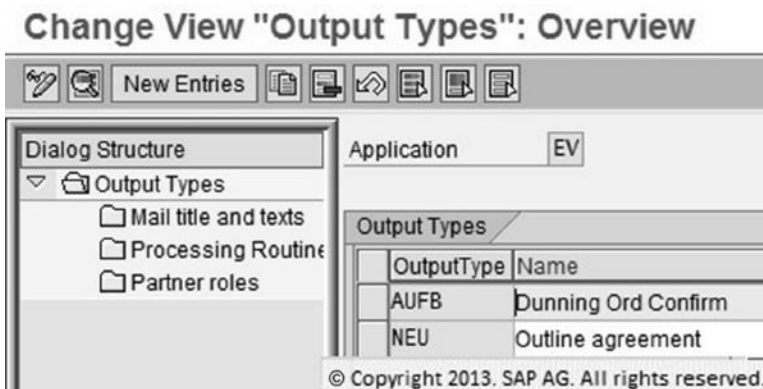 Change View "Output Types": Overview
New Entries
Dialog Structure
Output Types
Mail title and texts
Processing Routine
Partner roles
Application EV
Output Types
OutputType Name
AUFB Dunning Ord Confirm
NEU Outline agreement
© Copyright 2013. SAP AG. All rights reserved.